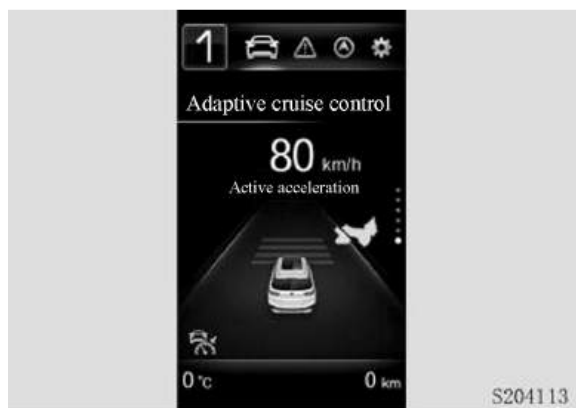 1
Adaptive cruise control
80 km/h
Active acceleration
0 °C 0 km
S204113